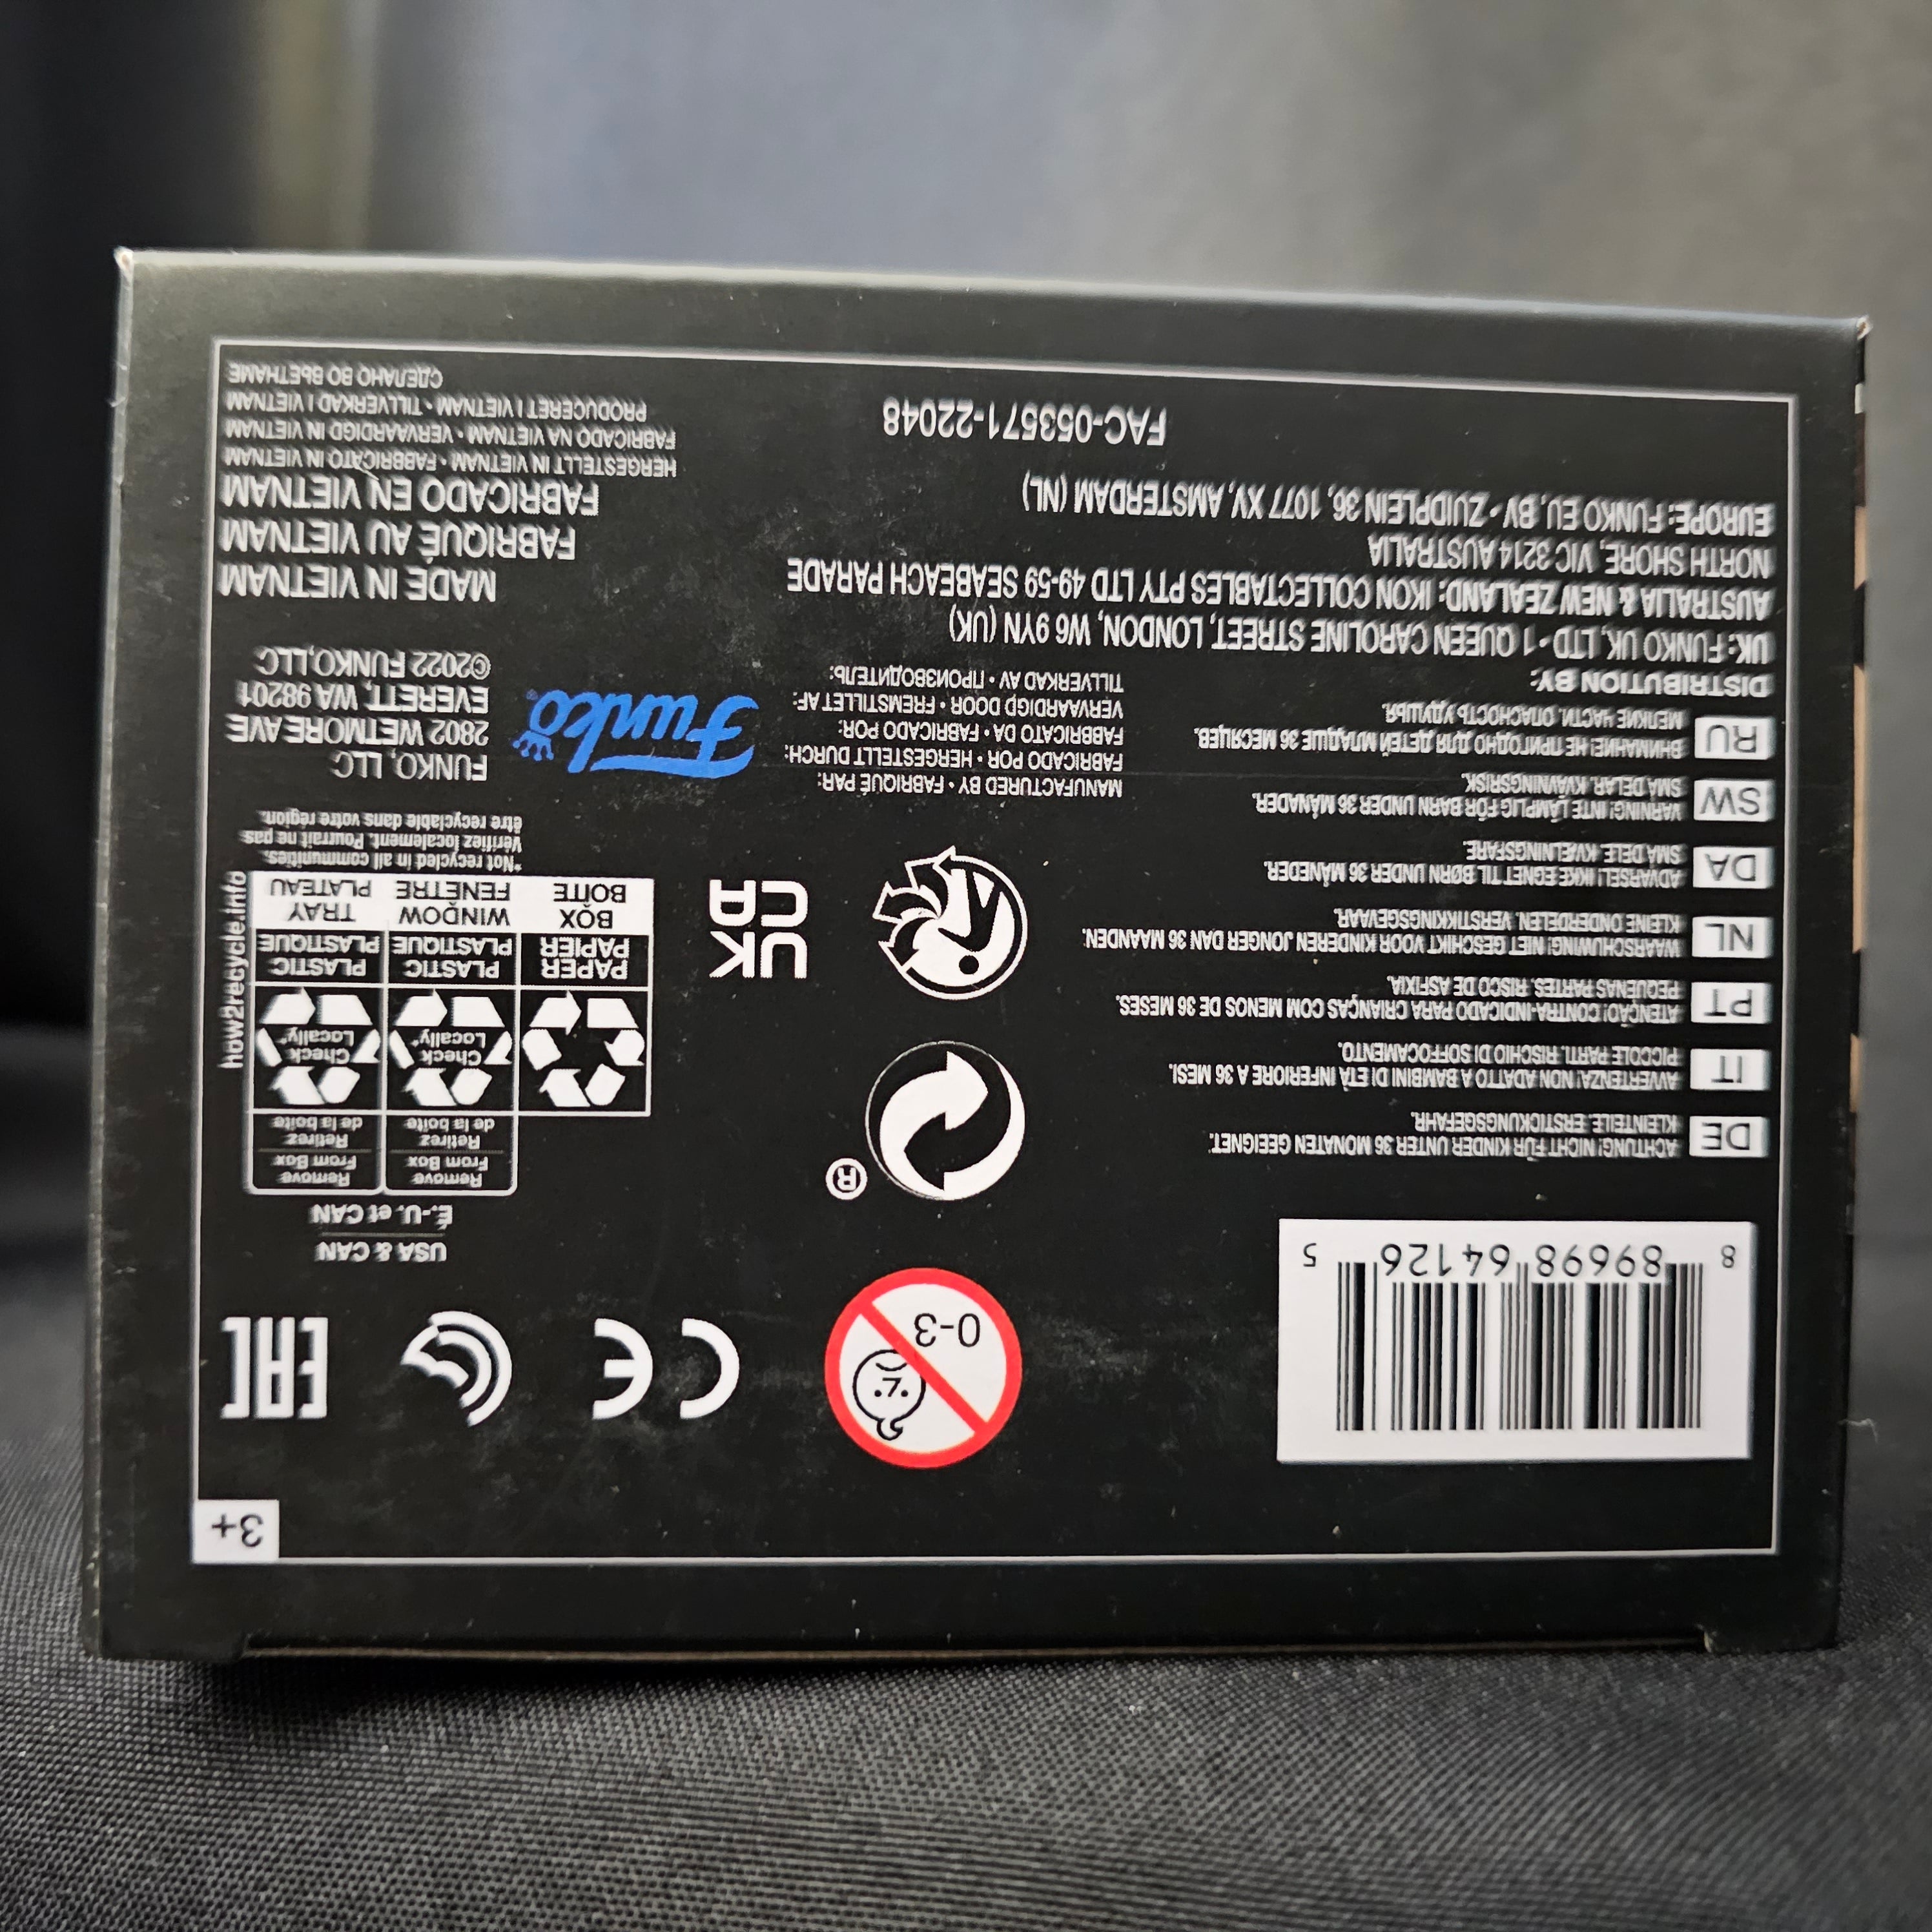 3+
8 89698 64126 5
0-3
CE
EAC
USA & CAN
É.-U. et CAN
Remove
From Box
Retirez
de la boîte
Remove
From Box
Retirez
de la boîte
Check
Locally*
Check
Locally*
PAPER
PAPIER
PLASTIC
PLASTIQUE
PLASTIC
PLASTIQUE
BOX
BOÎTE
WINDOW
FENÊTRE
TRAY
PLATEAU
how2recycle.info
*Not recycled in all communities.
Vérifiez localement. Pourrait ne pas
être recyclable dans votre région.
®
UK
CA
DE
ACHTUNG! NICHT FÜR KINDER UNTER 36 MONATEN GEEIGNET.
KLEINTEILE. ERSTICKUNGSGEFAHR.
IT
AVVERTENZA! NON ADATTO A BAMBINI DI ETÀ INFERIORE A 36 MESI.
PICCOLE PARTI. RISCHIO DI SOFFOCAMENTO.
PT
ATENÇÃO! CONTRA-INDICADO PARA CRIANÇAS COM MENOS DE 36 MESES.
PEQUENAS PARTES. RISCO DE ASFIXIA.
NL
WAARSCHUWING! NIET GESCHIKT VOOR KINDEREN JONGER DAN 36 MAANDEN.
KLEINE ONDERDELEN. VERSTIKKINGSGEVAAR.
DA
ADVARSEL! IKKE EGNET TIL BØRN UNDER 36 MÅNEDER.
SMÅ DELE. KVÆLNINGSFARE.
SW
VARNING! INTE LÄMPLIG FÖR BARN UNDER 36 MÅNADER.
SMÅ DELAR. KVÄVNINGSRISK.
RU
ВНИМАНИЕ! НЕ ПРИГОДНО ДЛЯ ДЕТЕЙ МЛАДШЕ 36 МЕСЯЦЕВ.
МЕЛКИЕ ЧАСТИ. ОПАСНОСТЬ УДУШЬЯ.
MANUFACTURED BY • FABRIQUÉ PAR:
FABRICADO POR • HERGESTELLT DURCH:
FABBRICATO DA • FABRICADO POR:
VERVAARDIGD DOOR • FREMSTILLET AF:
TILLVERKAD AV • ПРОИЗВОДИТЕЛЬ:
Funko®
FUNKO, LLC
2802 WETMORE AVE
EVERETT, WA 98201
©2022 FUNKO,LLC
DISTRIBUTION BY:
UK: FUNKO UK, LTD • 1 QUEEN CAROLINE STREET, LONDON, W6 9YN (UK)
AUSTRALIA & NEW ZEALAND: IKON COLLECTABLES PTY LTD 49-59 SEABEACH PARADE
NORTH SHORE, VIC 3214 AUSTRALIA
EUROPE: FUNKO EU, BV • ZUIDPLEIN 36, 1077 XV, AMSTERDAM (NL)
FAC-053571-22048
MADE IN VIETNAM
FABRIQUÉ AU VIETNAM
FABRICADO EN VIETNAM
HERGESTELLT IN VIETNAM • FABBRICATO IN VIETNAM
FABRICADO NA VIETNAM • VERVAARDIGD IN VIETNAM
PRODUCERET I VIETNAM • TILLVERKAD I VIETNAM
СДЕЛАНО ВО ВЬЕТНАМЕ